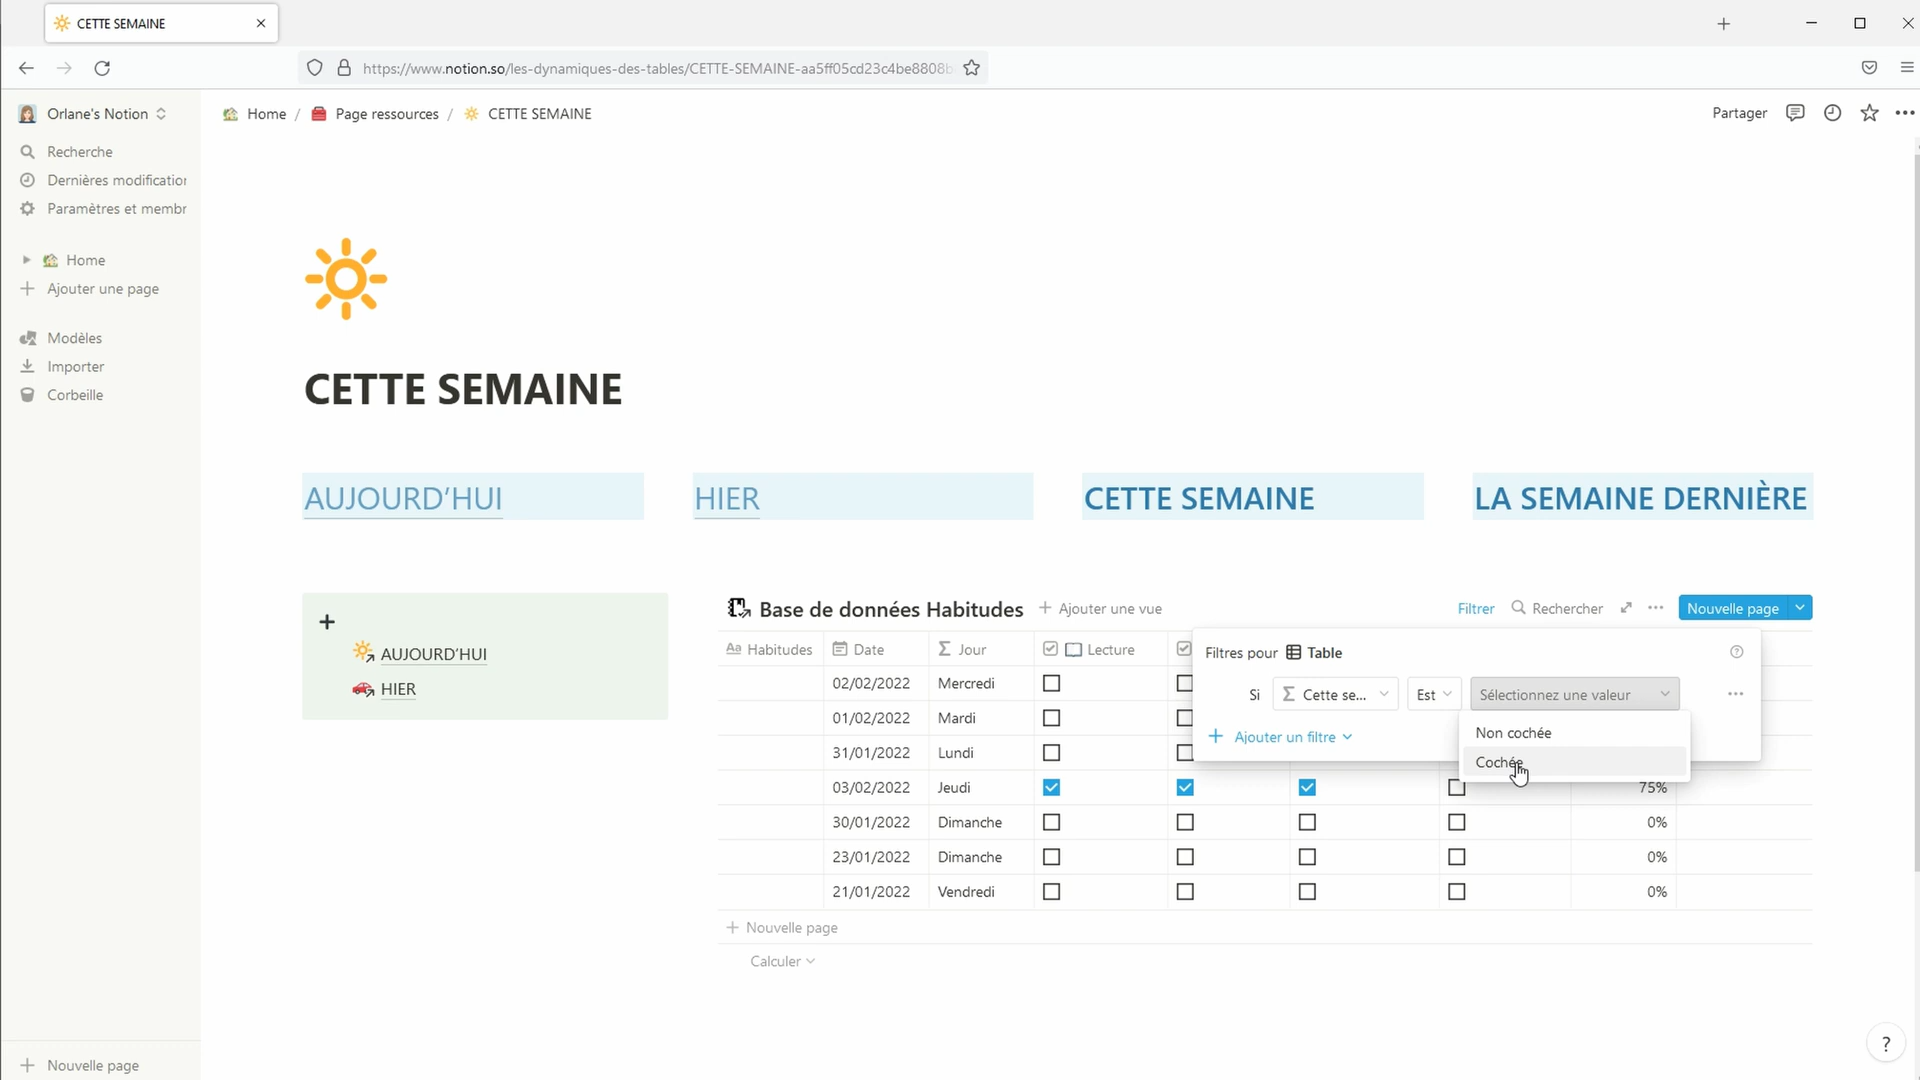 CETTE SEMAINE
https://www.notion.so/les-dynamiques-des-tables/CETTE-SEMAINE-aa5ff05cd23c4be8808
Orlane's Notion
Home / Page ressources / CETTE SEMAINE
Partager
Recherche
Dernières modification
Paramètres et membr
Home
Ajouter une page
Modèles
Importer
Corbeille
CETTE SEMAINE
AUJOURD'HUI HIER CETTE SEMAINE LA SEMAINE DERNIÈRE
AUJOURD'HUI
HIER
Base de données Habitudes + Ajouter une vue Filtrer Rechercher ••• Nouvelle page
Aa Habitudes Date Σ Jour Lecture
02/02/2022 Mercredi
01/02/2022 Mardi
31/01/2022 Lundi
03/02/2022 Jeudi 75%
30/01/2022 Dimanche 0%
23/01/2022 Dimanche 0%
21/01/2022 Vendredi 0%
+ Nouvelle page
Calculer
Filtres pour Table
Si Σ Cette se... Est Sélectionnez une valeur •••
+ Ajouter un filtre
Non cochée
Cochée
+ Nouvelle page
?